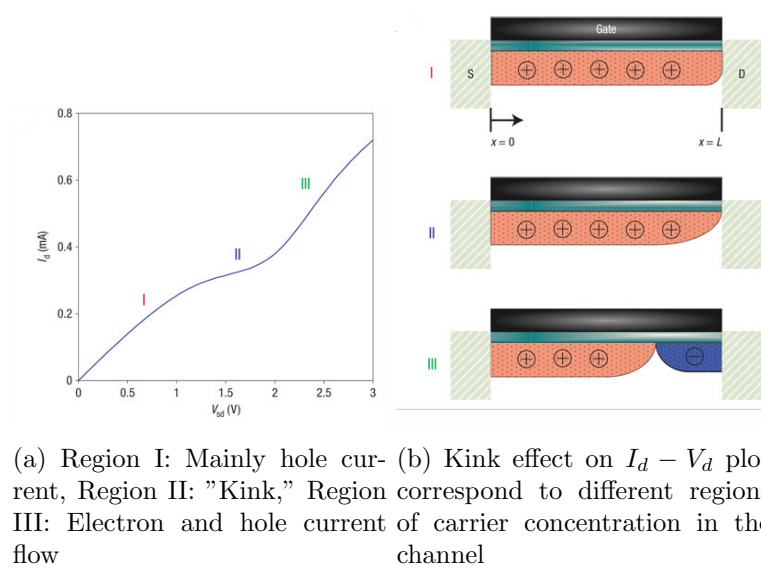 Gate
I
S
D
x = 0
x = L
0.8
0.6
0.4
0.2
0
I_d (mA)
I
II
III
0 0.5 1 1.5 2 2.5 3
V_sd (V)
II
III
(a) Region I: Mainly hole cur-
rent, Region II: ”Kink,” Region
III: Electron and hole current
flow
(b) Kink effect on I_d − V_d plo
correspond to different region
of carrier concentration in the
channel